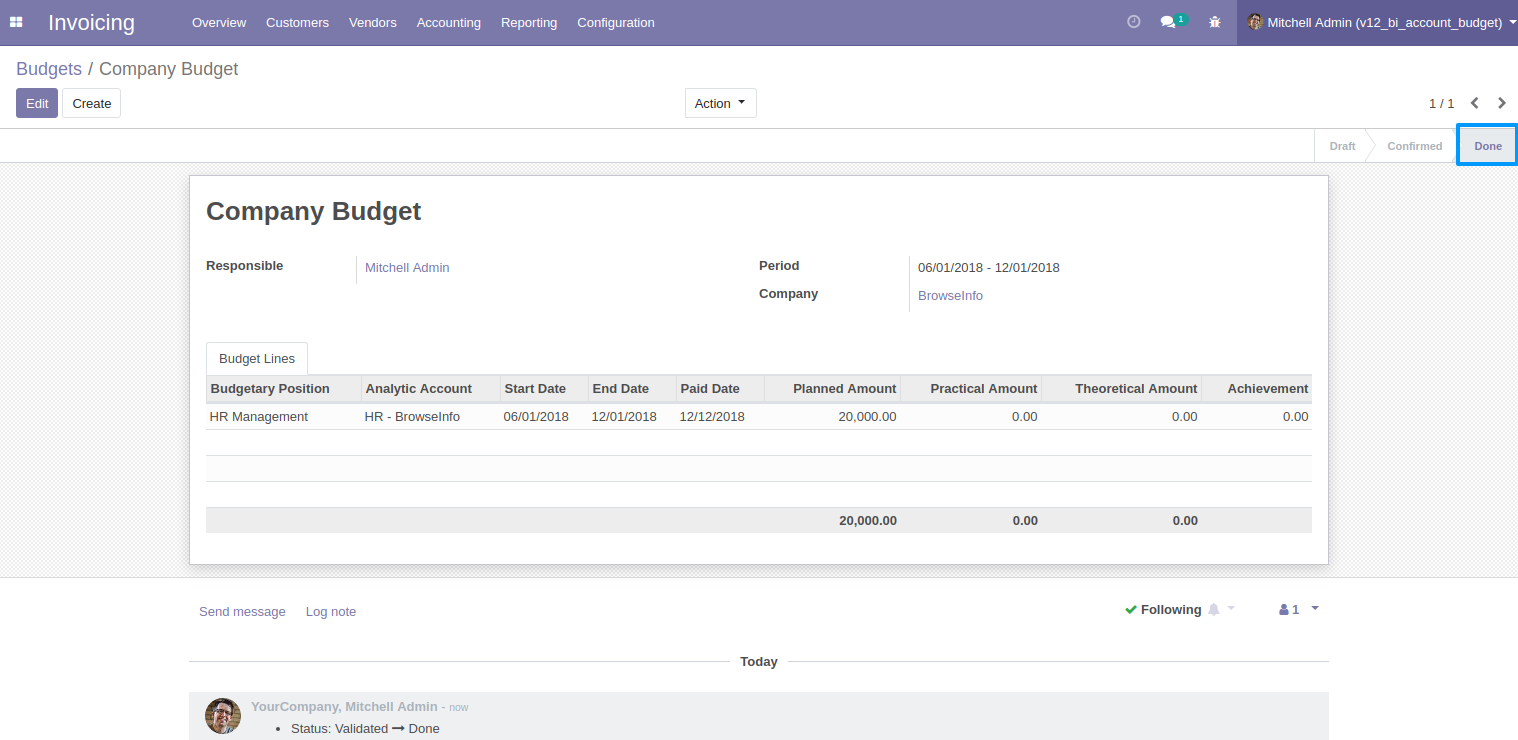 Invoicing Overview Customers Vendors Accounting Reporting Configuration 1 Mitchell Admin (v12_bi_account_budget)
Budgets / Company Budget
Edit Create Action 1 / 1
Draft Confirmed Done
Company Budget
Responsible Mitchell Admin Period 06/01/2018 - 12/01/2018
Company BrowseInfo
Budget Lines
Budgetary Position Analytic Account Start Date End Date Paid Date Planned Amount Practical Amount Theoretical Amount Achievement
HR Management HR - BrowseInfo 06/01/2018 12/01/2018 12/12/2018 20,000.00 0.00 0.00 0.00
20,000.00 0.00 0.00
Send message Log note Following 1
Today
YourCompany, Mitchell Admin - now
• Status: Validated → Done